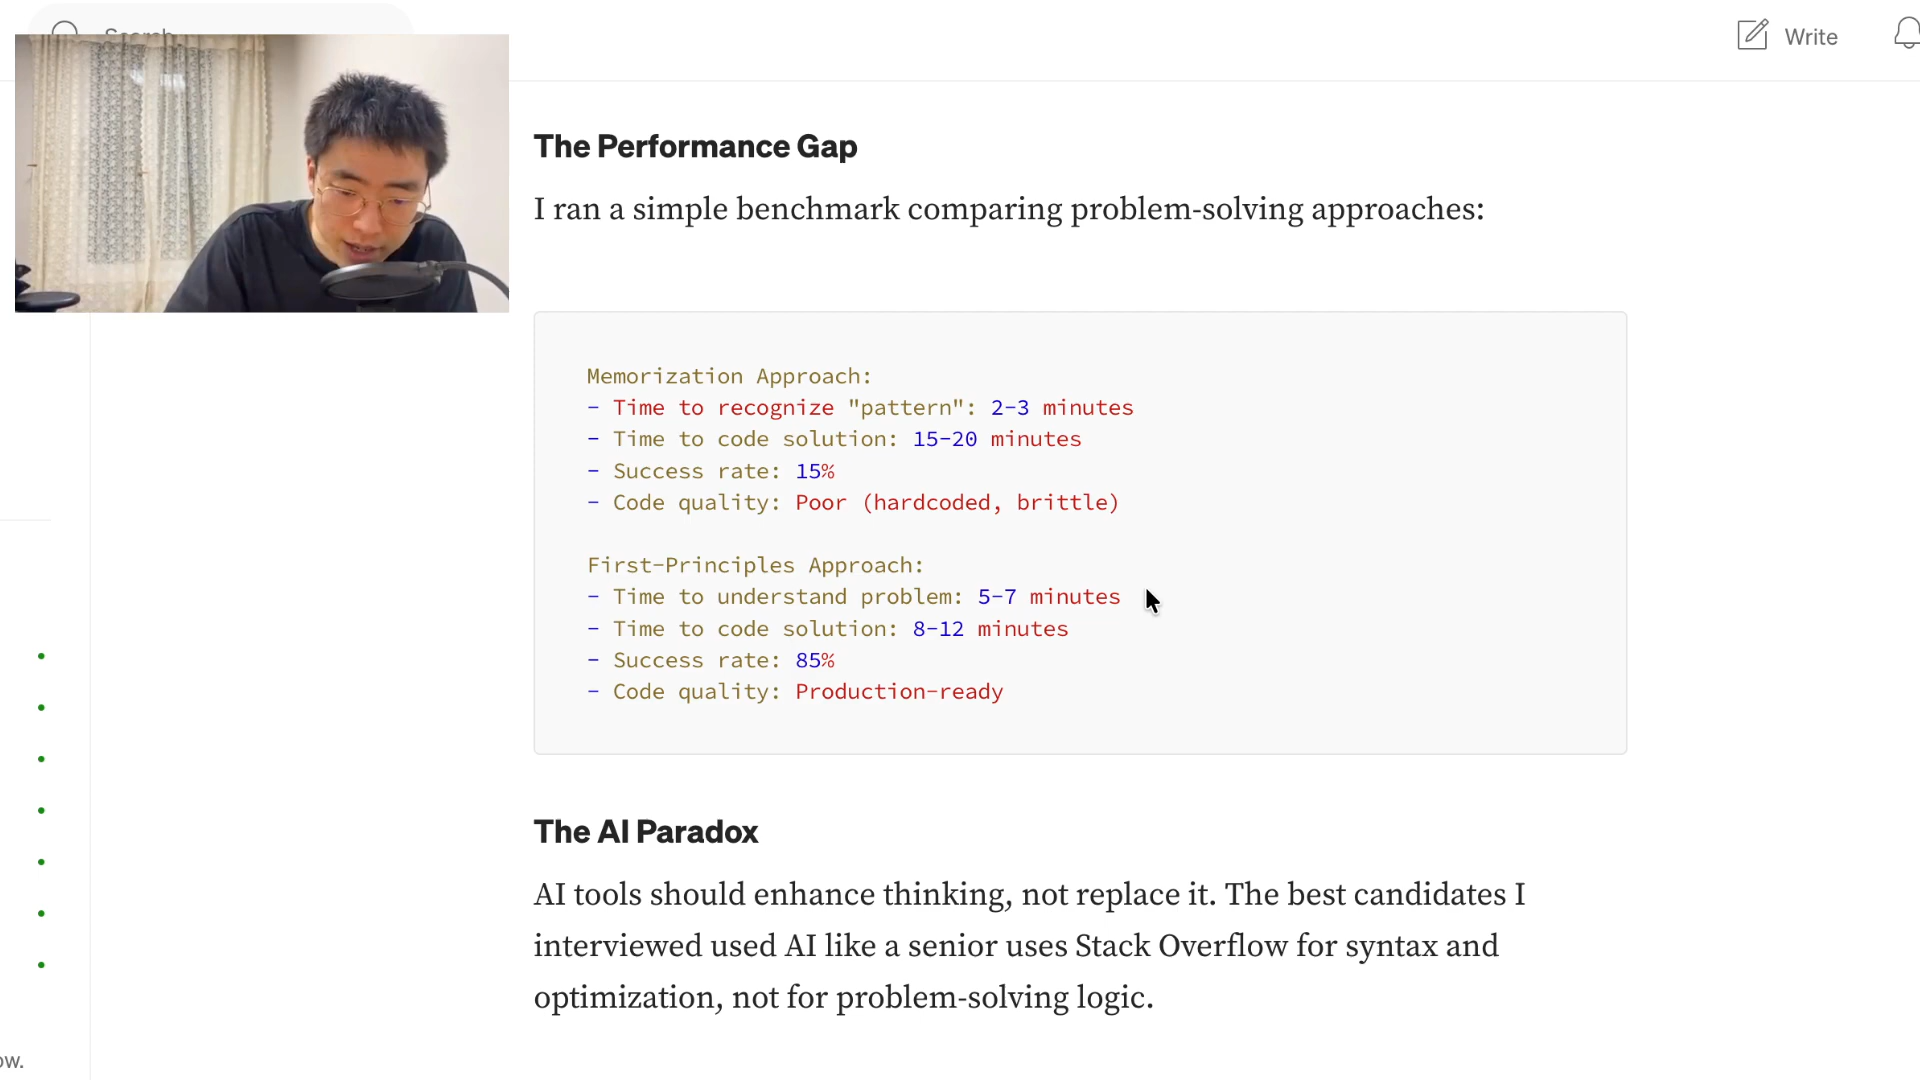 Write
The Performance Gap
I ran a simple benchmark comparing problem-solving approaches:
Memorization Approach:
- Time to recognize "pattern": 2-3 minutes
- Time to code solution: 15-20 minutes
- Success rate: 15%
- Code quality: Poor (hardcoded, brittle)
First-Principles Approach:
- Time to understand problem: 5-7 minutes
- Time to code solution: 8-12 minutes
- Success rate: 85%
- Code quality: Production-ready
The AI Paradox
AI tools should enhance thinking, not replace it. The best candidates I
interviewed used AI like a senior uses Stack Overflow for syntax and
optimization, not for problem-solving logic.
ow.